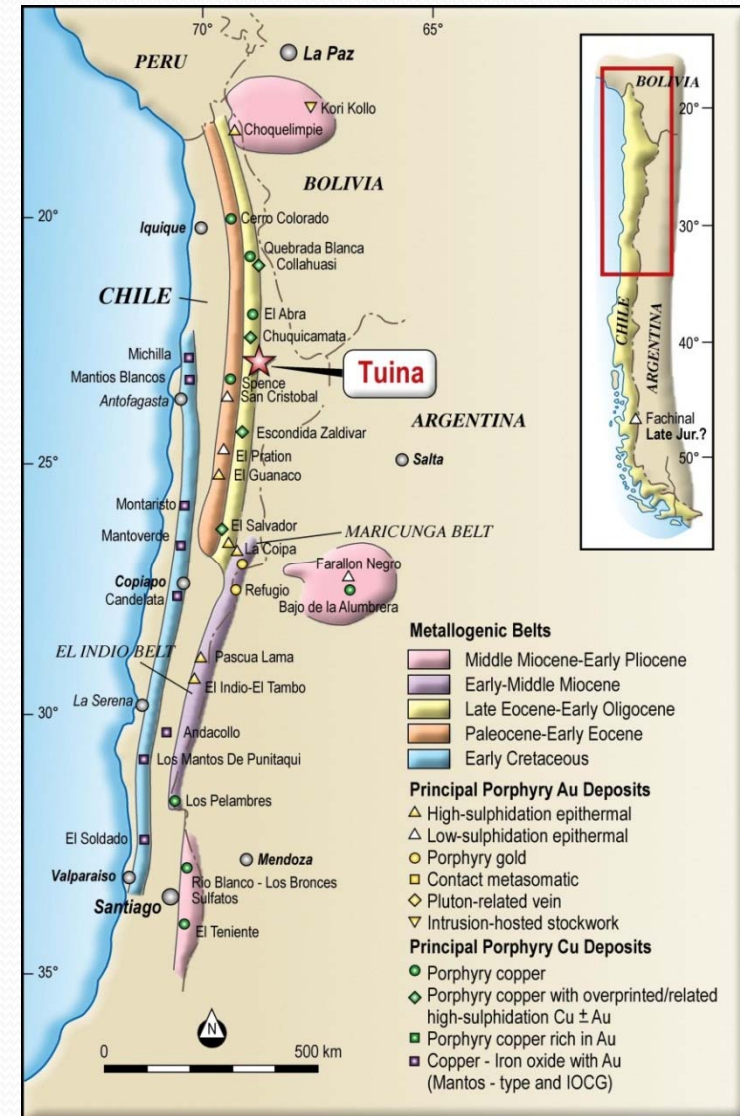 70°
65°
PERU
La Paz
Kori Kollo
Choquelimpie
BOLIVIA
20°
Iquique
Cerro Colorado
Quebrada Blanca
Collahuasi
CHILE
El Abra
Chuquicamata
Michilla
Mantios Blancos
Antofagasta
Spence
San Cristobal
Tuina
Escondida Zaldivar
ARGENTINA
El Pration
Salta
25°
El Guanaco
Montaristo
Mantoverde
El Salvador
La Coipa
MARICUNGA BELT
Copiapo
Candelata
Refugio
Farallon Negro
Bajo de la Alumbrera
EL INDIO BELT
Pascua Lama
El Indio-El Tambo
La Serena
30°
Andacollo
Los Mantos De Punitaqui
Los Pelambres
El Soldado
Mendoza
Valparaiso
Rio Blanco - Los Bronces
Sulfatos
Santiago
El Teniente
35°
N
0
500 km
BOLIVIA
20°
30°
CHILE
ARGENTINA
40°
Fachinal
Late Jur.?
50°
Metallogenic Belts
Middle Miocene-Early Pliocene
Early-Middle Miocene
Late Eocene-Early Oligocene
Paleocene-Early Eocene
Early Cretaceous
Principal Porphyry Au Deposits
High-sulphidation epithermal
Low-sulphidation epithermal
Porphyry gold
Contact metasomatic
Pluton-related vein
Intrusion-hosted stockwork
Principal Porphyry Cu Deposits
Porphyry copper
Porphyry copper with overprinted/related
high-sulphidation Cu ± Au
Porphyry copper rich in Au
Copper - Iron oxide with Au
(Mantos - type and IOCG)